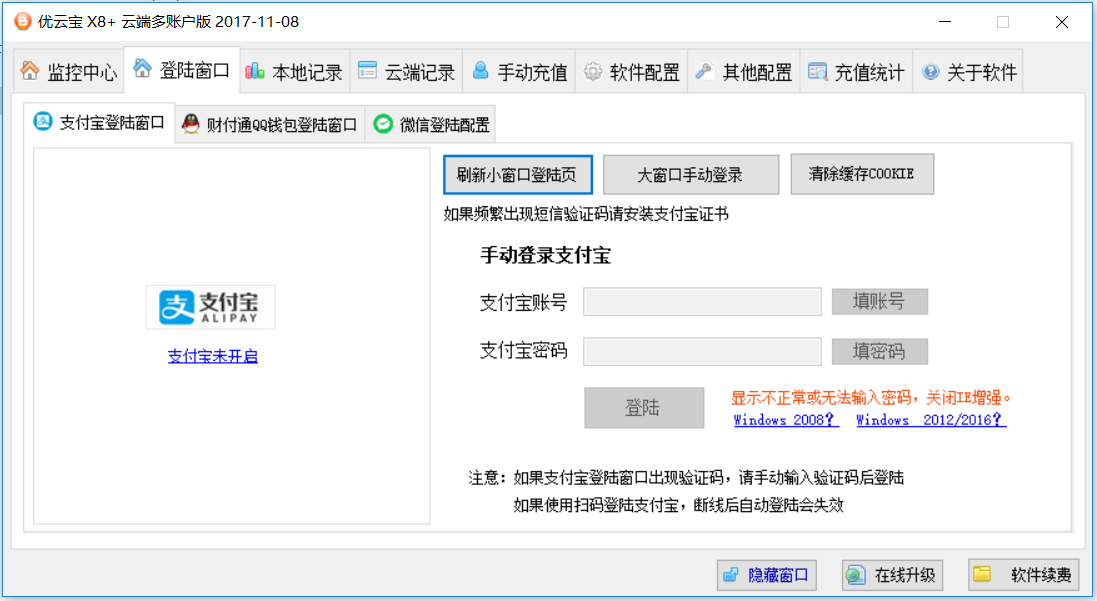 优云宝 X8+ 云端多账户版 2017-11-08
监控中心 登陆窗口 本地记录 云端记录 手动充值 软件配置 其他配置 充值统计 关于软件
支付宝登陆窗口 财付通QQ钱包登陆窗口 微信登陆配置
刷新小窗口登陆页 大窗口手动登录 清除缓存COOKIE
如果频繁出现短信验证码请安装支付宝证书
手动登录支付宝
支付宝
ALIPAY
支付宝未开启
支付宝账号 填账号
支付宝密码 填密码
登陆
显示不正常或无法输入密码，关闭IE增强。
Windows 2008? Windows 2012/2016?
注意：如果支付宝登陆窗口出现验证码，请手动输入验证码后登陆
如果使用扫码登陆支付宝，断线后自动登陆会失效
隐藏窗口 在线升级 软件续费